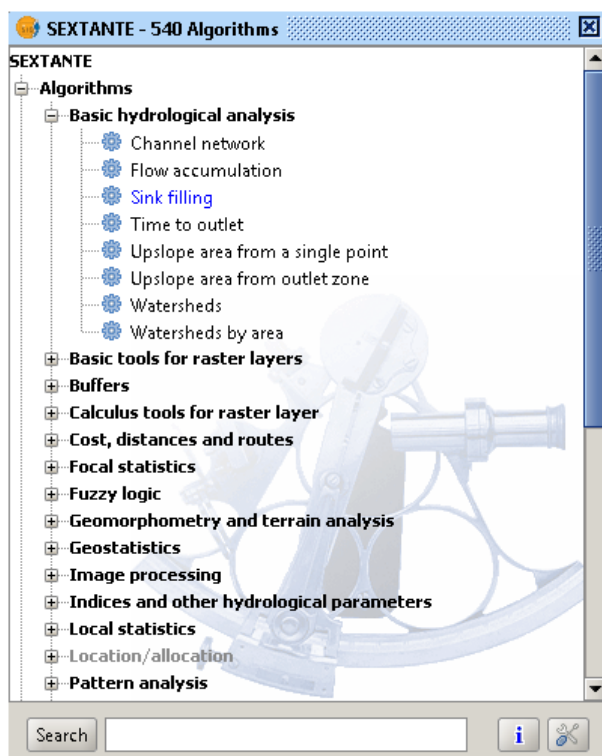 SEXTANTE - 540 Algorithms
SEXTANTE
Algorithms
Basic hydrological analysis
Channel network
Flow accumulation
Sink filling
Time to outlet
Upslope area from a single point
Upslope area from outlet zone
Watersheds
Watersheds by area
Basic tools for raster layers
Buffers
Calculus tools for raster layer
Cost, distances and routes
Focal statistics
Fuzzy logic
Geomorphometry and terrain analysis
Geostatistics
Image processing
Indices and other hydrological parameters
Local statistics
Location/allocation
Pattern analysis
Search